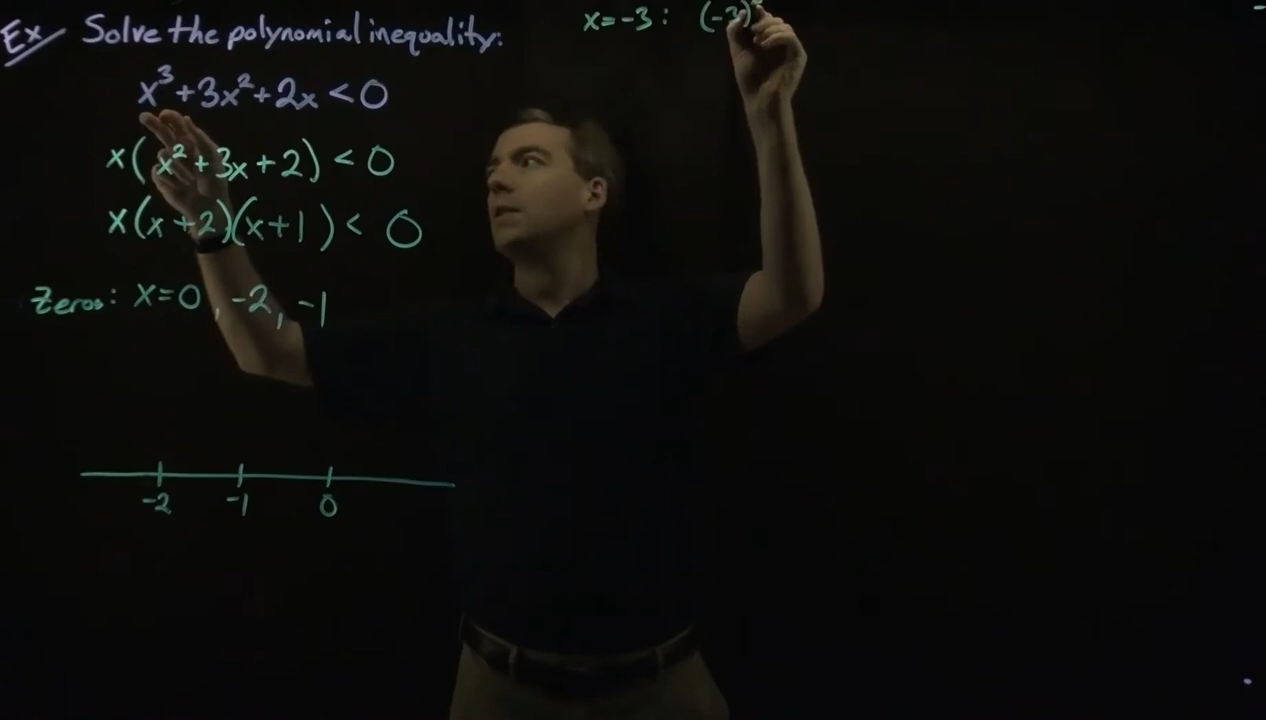 Ex Solve the polynomial inequality:
x³+3x²+2x < 0
x(x²+3x+2) < 0
x(x+2)(x+1) < 0
Zeros: x=0, -2, -1
-2 -1 0
x=-3: (-3)